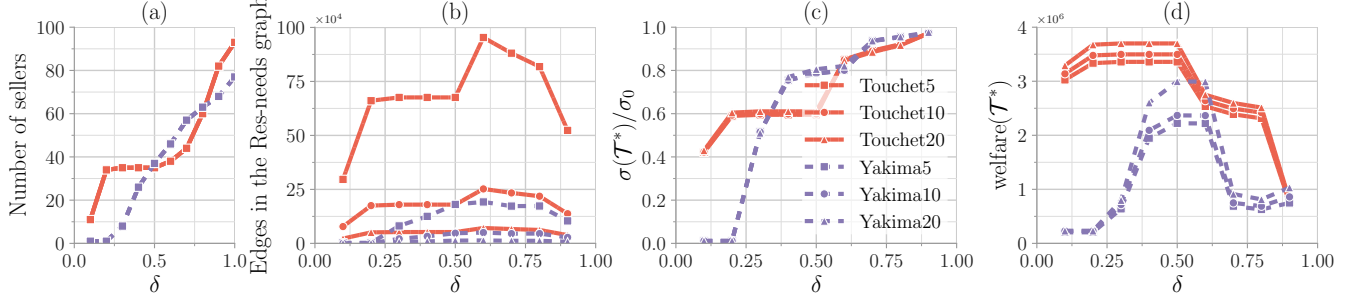 (a)
Number of sellers
100
80
60
40
20
0
0.0
0.5
1.0
δ
(b)
×10⁴
Edges in the Res-needs graph
100
75
50
25
0
0.00
0.25
0.50
0.75
1.00
δ
(c)
σ(𝒯*)/σ₀
1.0
0.8
0.6
0.4
0.2
0.0
0.00
0.25
0.50
0.75
1.00
δ
Touchet5
Touchet10
Touchet20
Yakima5
Yakima10
Yakima20
(d)
×10⁶
welfare(𝒯*)
4
3
2
1
0
0.00
0.25
0.50
0.75
1.00
δ